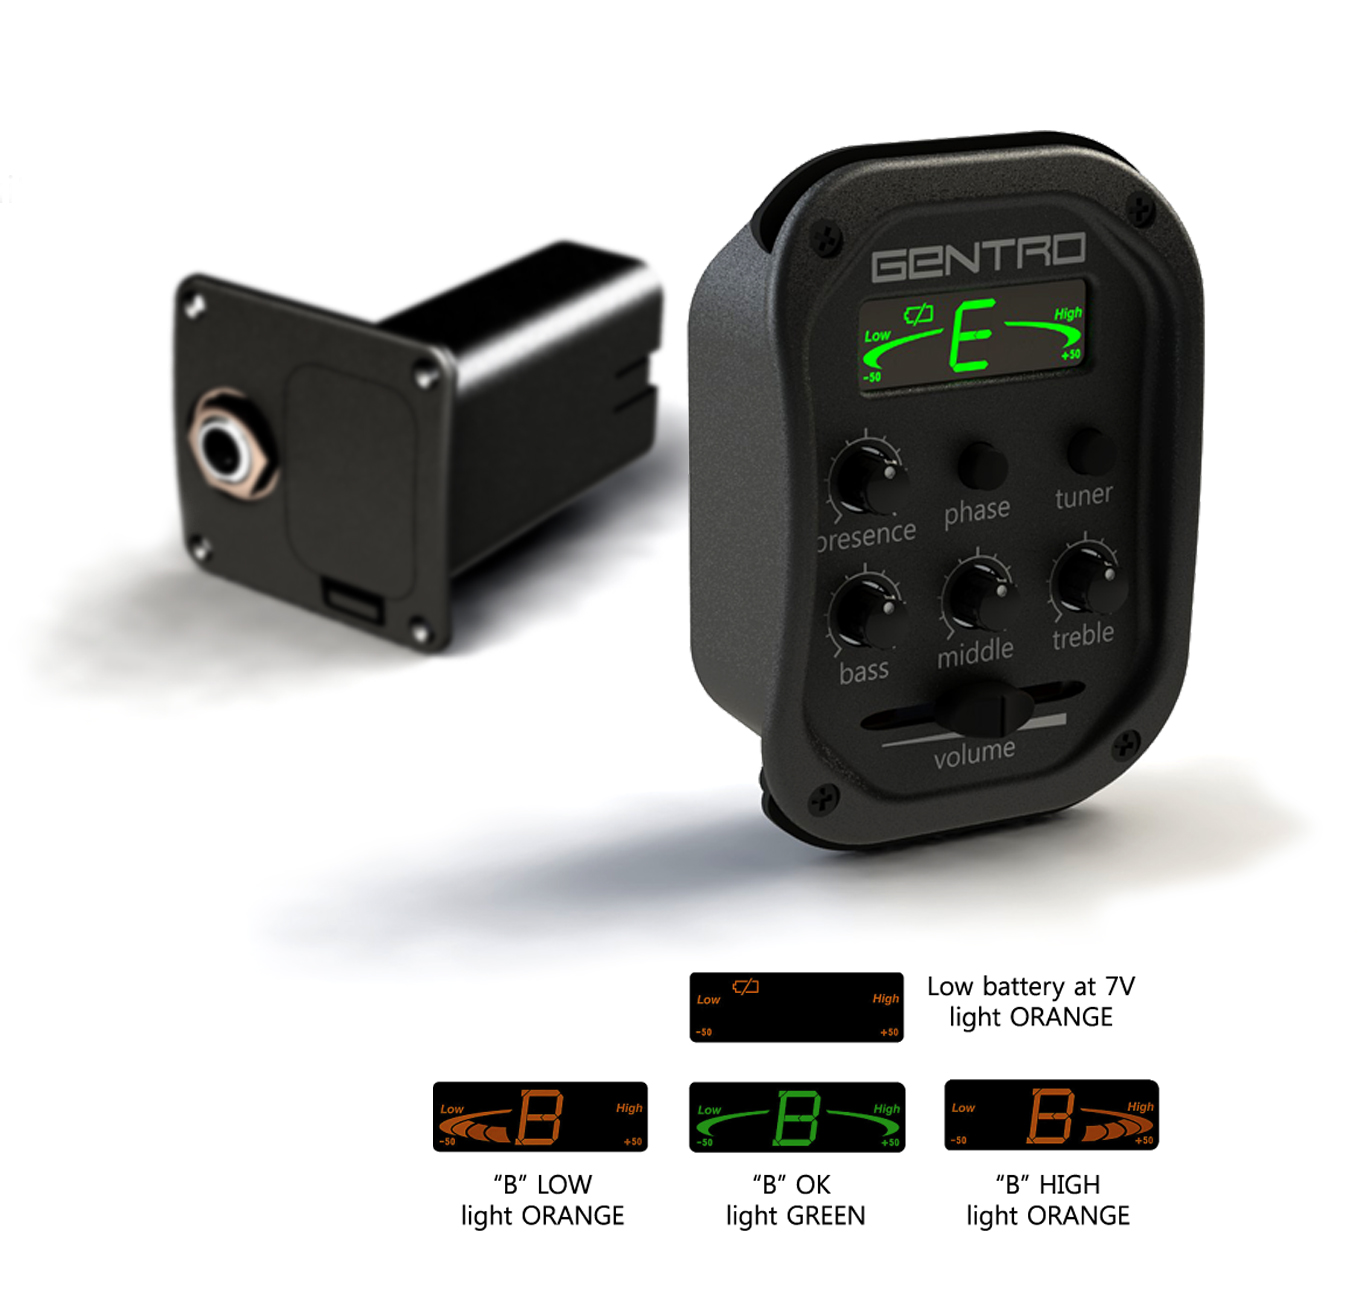 GENTRO
Low E High
-50 +50
presence phase tuner
bass middle treble
volume
Low High
-50 +50
Low battery at 7V
light ORANGE
Low B High
-50 +50
Low B High
-50 +50
Low B High
-50 +50
“B” LOW
light ORANGE
“B” OK
light GREEN
“B” HIGH
light ORANGE